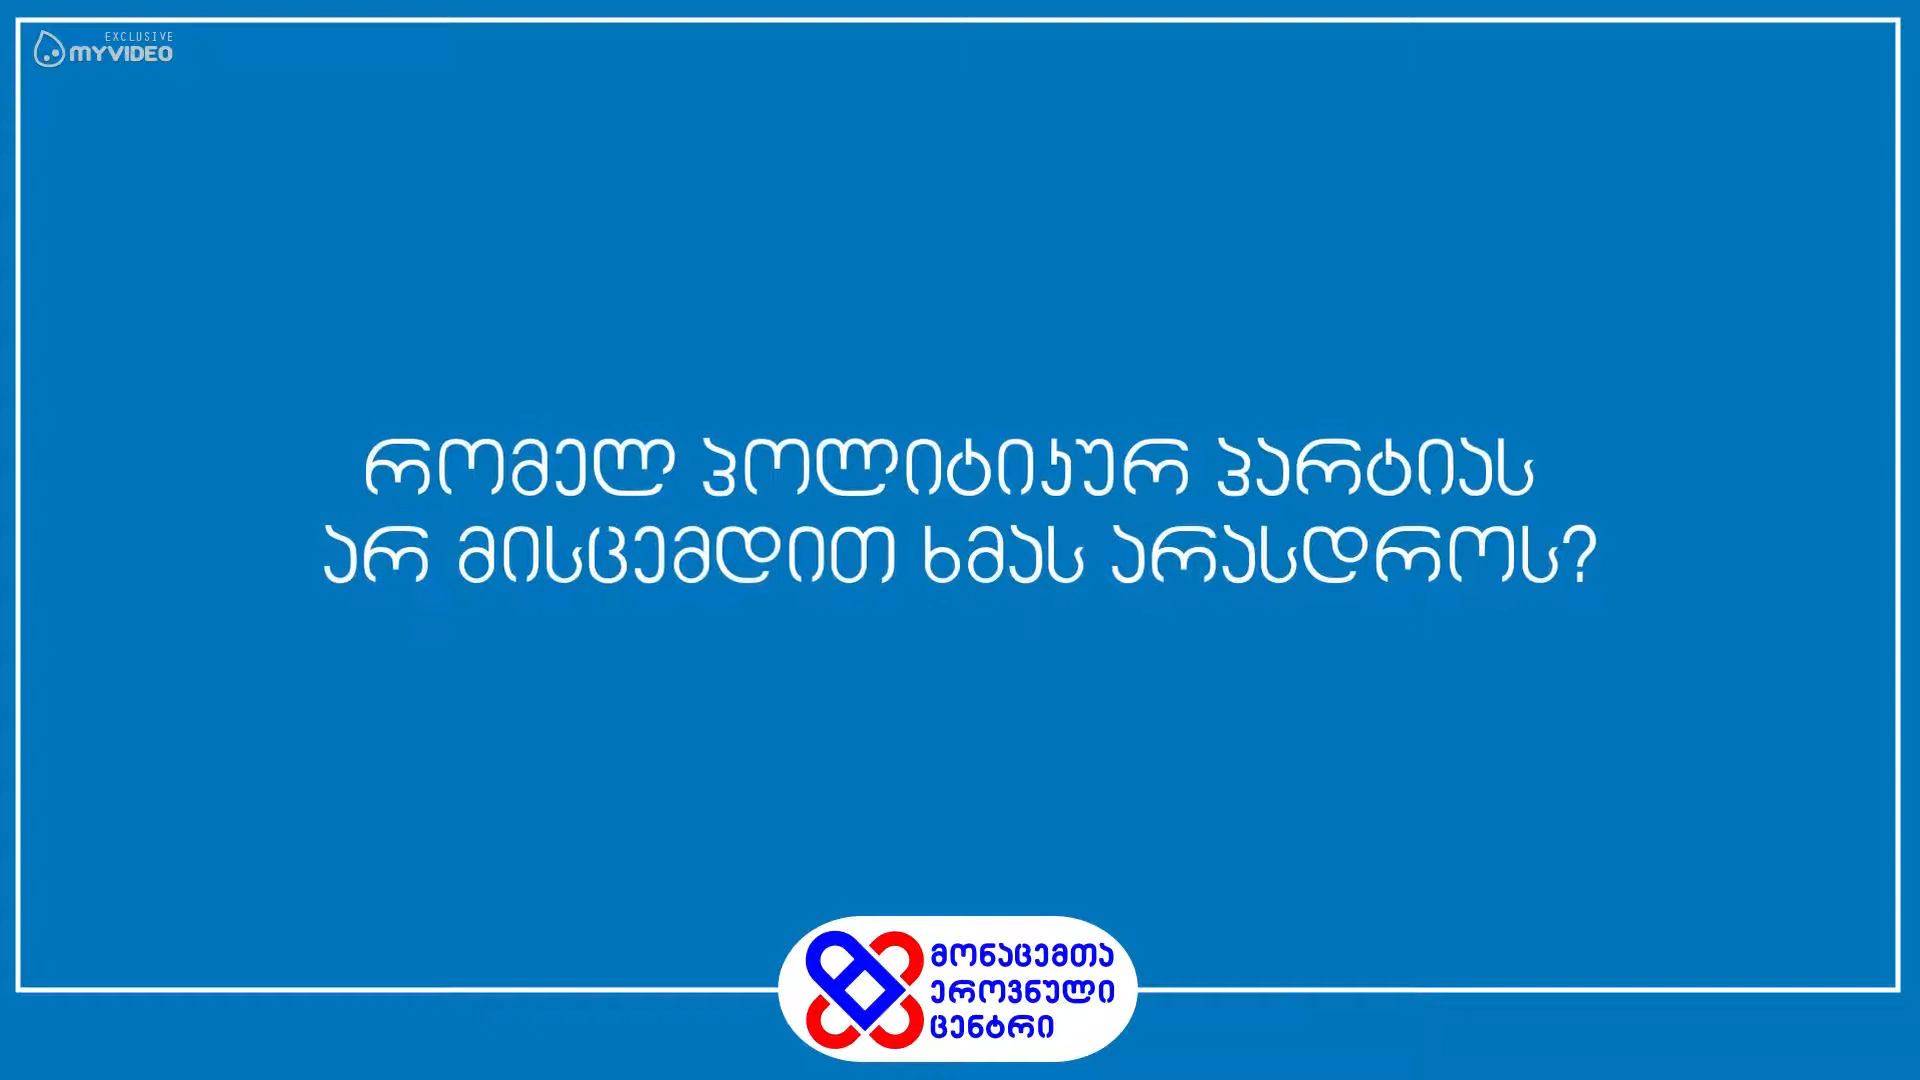 EXCLUSIVE
MYVIDEO
რომელ პოლიტიკურ პარტიას
არ მისცემდით ხმას არასდროს?
მონაცემთა
ეროვნული
ცენტრი